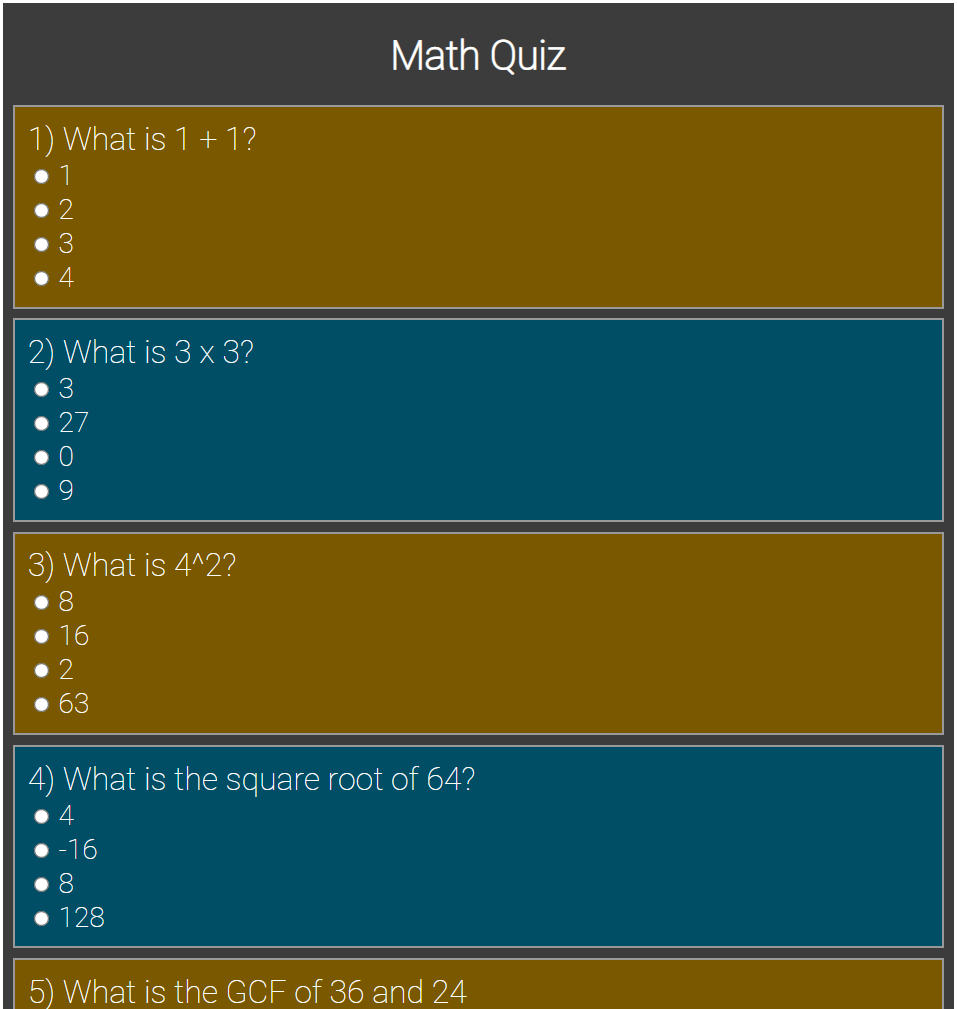 Math Quiz
1) What is 1 + 1?
1
2
3
4
2) What is 3 x 3?
3
27
0
9
3) What is 4^2?
8
16
2
63
4) What is the square root of 64?
4
-16
8
128
5) What is the GCF of 36 and 24